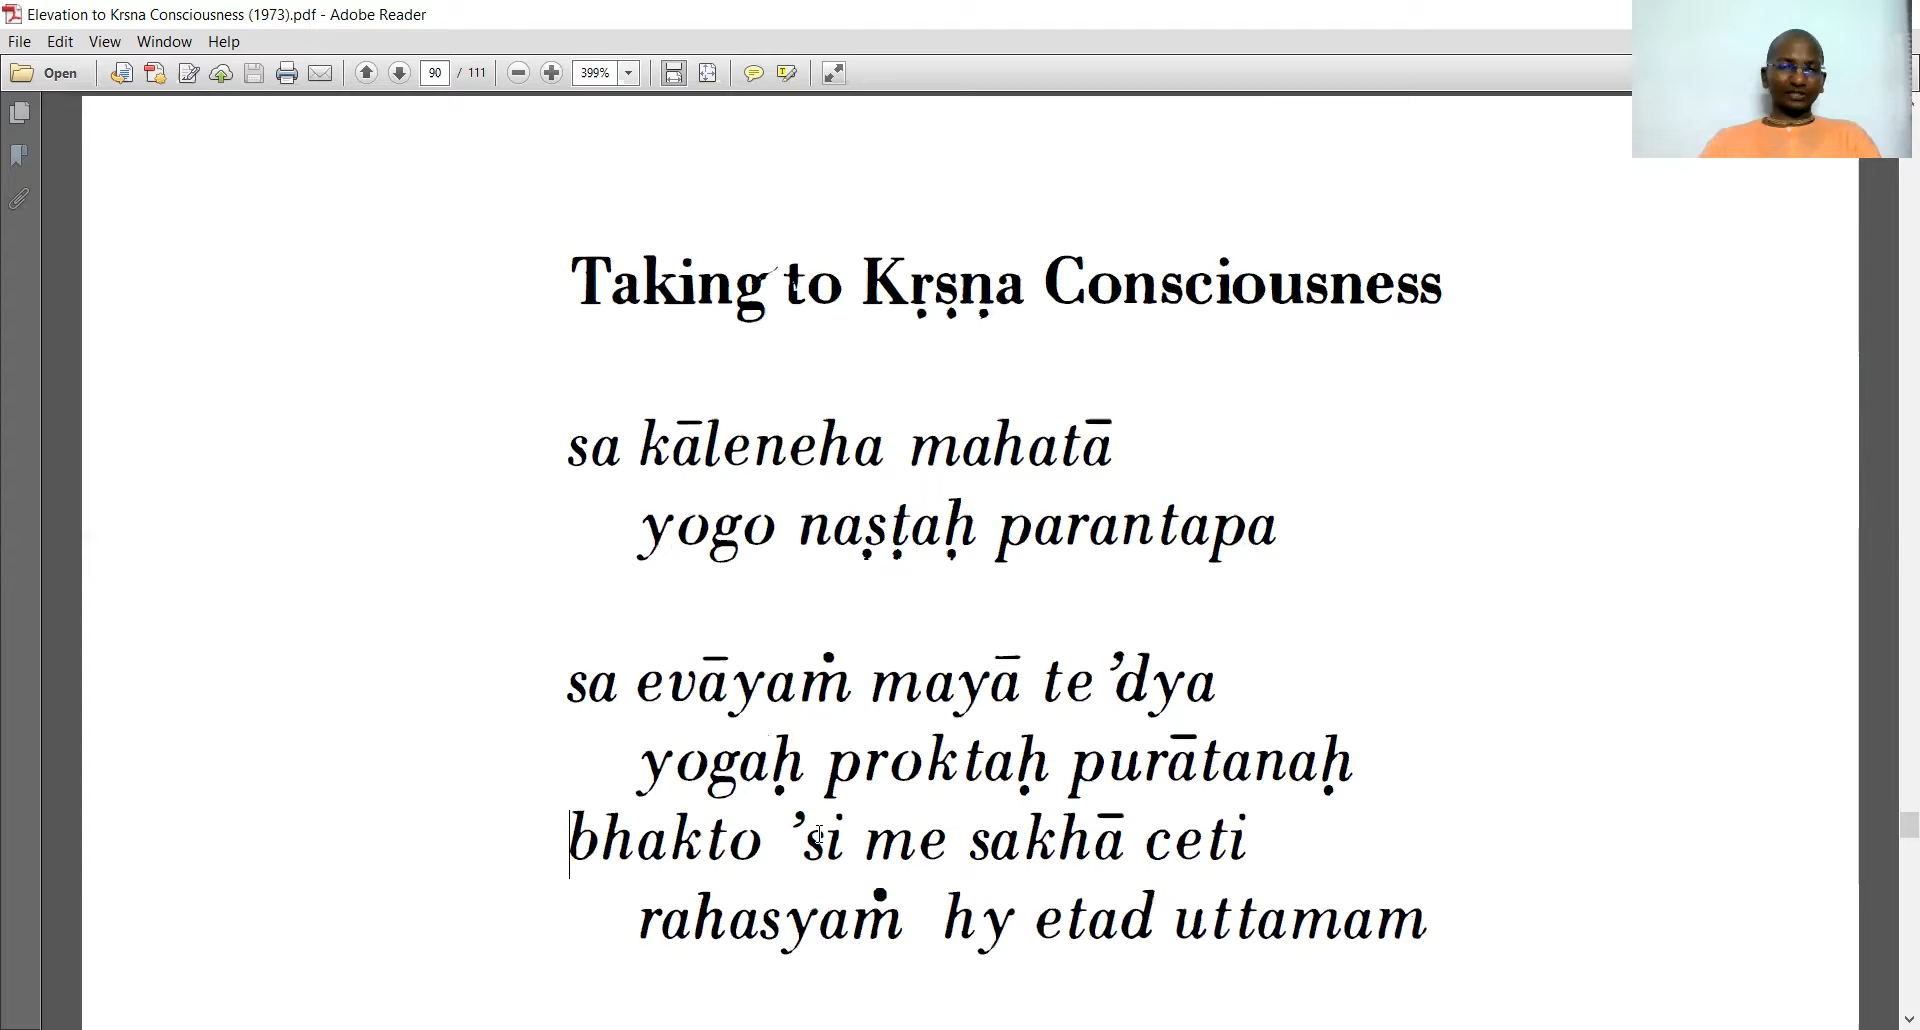 Elevation to Krsna Consciousness (1973).pdf - Adobe Reader
File Edit View Window Help
Open 90 / 111 399%
Taking to Kṛṣṇa Consciousness
sa kāleneha mahatā
yogo naṣṭaḥ parantapa
sa evāyaṁ mayā te ’dya
yogaḥ proktaḥ purātanaḥ
bhakto ’si me sakhā ceti
rahasyaṁ hy etad uttamam